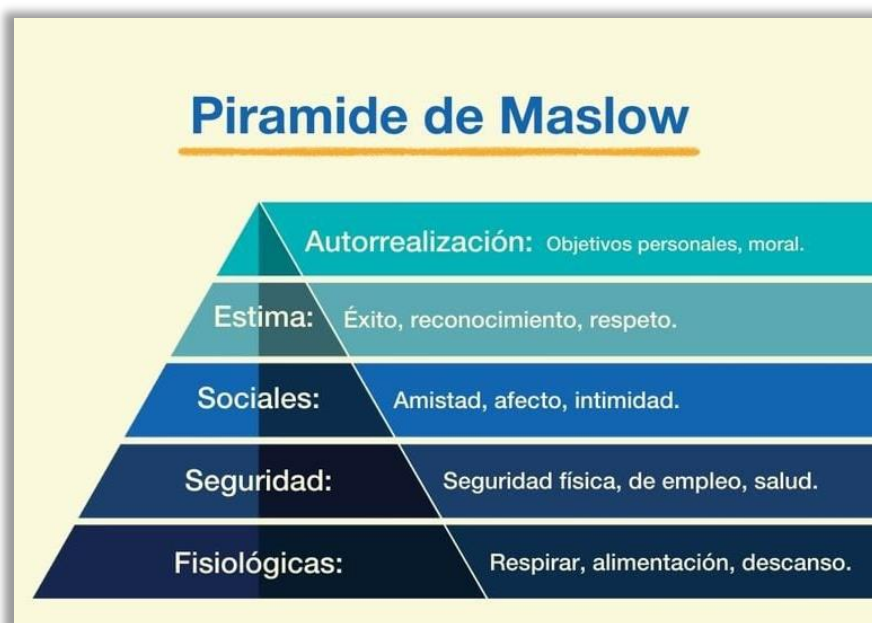 Piramide de Maslow
Autorrealización: Objetivos personales, moral.
Estima: Éxito, reconocimiento, respeto.
Sociales: Amistad, afecto, intimidad.
Seguridad: Seguridad física, de empleo, salud.
Fisiológicas: Respirar, alimentación, descanso.